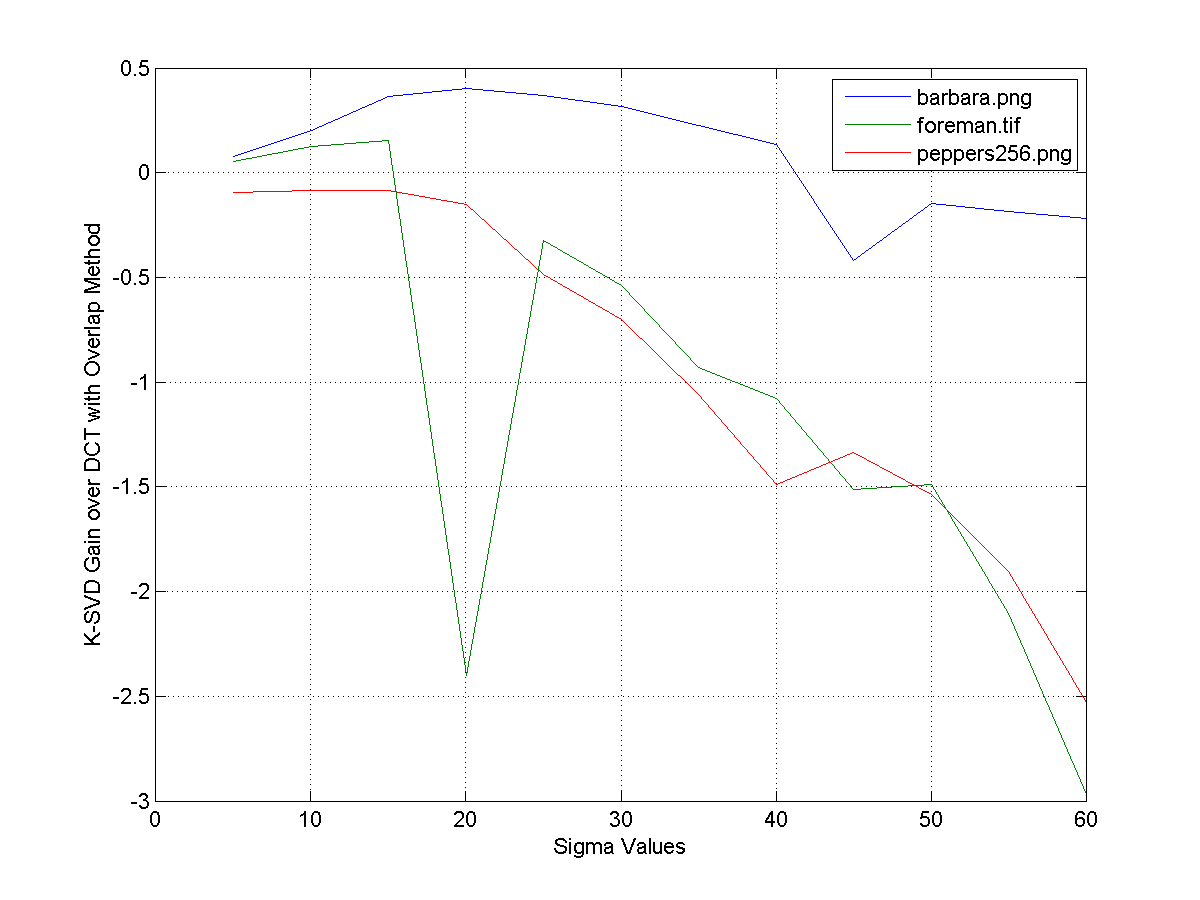 0.5
0
-0.5
-1
-1.5
-2
-2.5
-3
K-SVD Gain over DCT with Overlap Method
barbara.png
foreman.tif
peppers256.png
0 10 20 30 40 50 60
Sigma Values